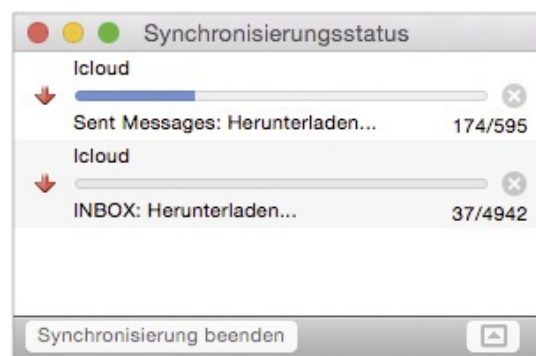 Synchronisierungsstatus
Icloud
Sent Messages: Herunterladen... 174/595
Icloud
INBOX: Herunterladen... 37/4942
Synchronisierung beenden